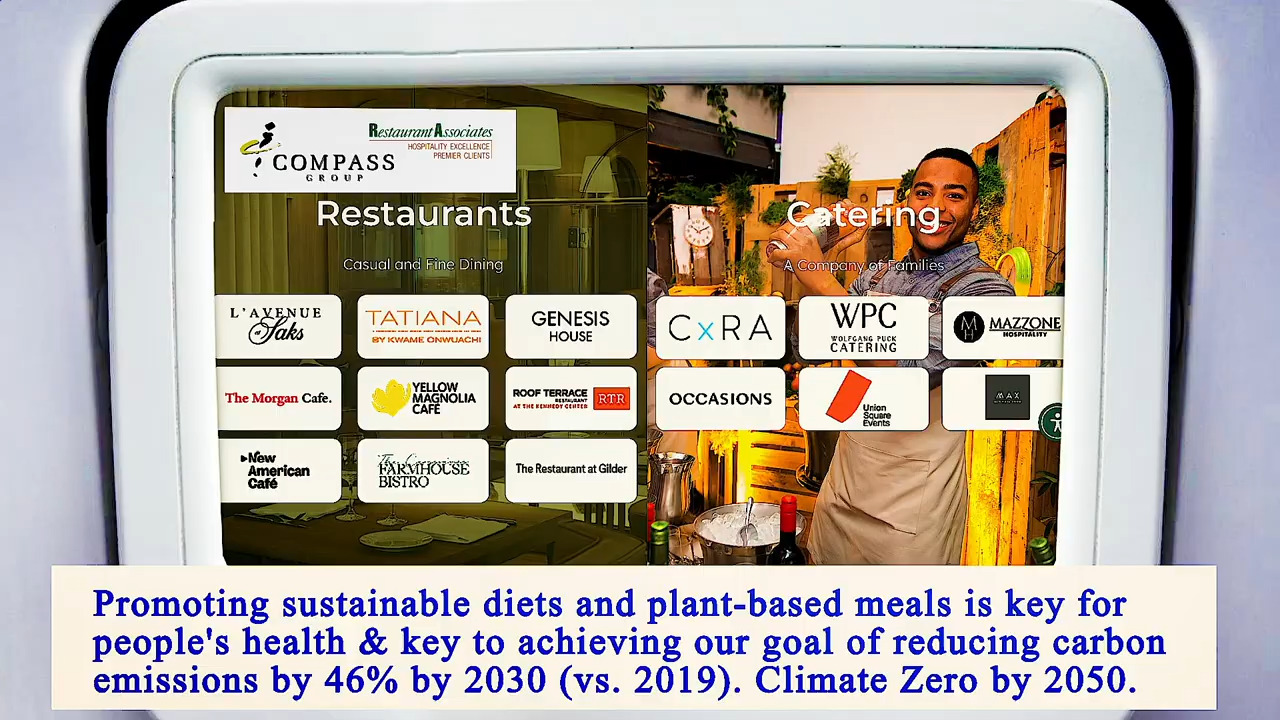 COMPASS
GROUP
Restaurant Associates
HOSPITALITY EXCELLENCE
PREMIER CLIENTS
Restaurants
Casual and Fine Dining
L'AVENUE
Saks
TATIANA
BY KWAME ONWUACHI
GENESIS
HOUSE
The Morgan Cafe.
YELLOW
MAGNOLIA
CAFÉ
ROOF TERRACE
RESTAURANT
AT THE KENNEDY CENTER
RTR
New
American
Café
FARMHOUSE
BISTRO
The Restaurant at Gilder
Catering
A Company of Families
CxRA
WPC
WOLFGANG PUCK
CATERING
MH
MAZZONE
HOSPITALITY
OCCASIONS
Union
Square
Events
MAX
Promoting sustainable diets and plant-based meals is key for
people's health & key to achieving our goal of reducing carbon
emissions by 46% by 2030 (vs. 2019). Climate Zero by 2050.